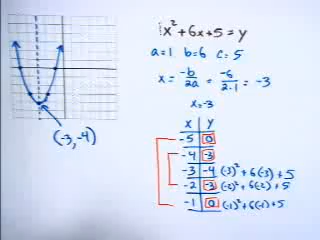 1x² + 6x + 5 = y
a = 1 b = 6 c = 5
x = -b/2a = -6/2·1 = -3
x = -3
(-3, -4)
x y
-5 0
-4 -3
-3 -4 (-3)² + 6(-3) + 5
-2 -3 (-2)² + 6(-2) + 5
-1 0 (-1)² + 6(-1) + 5